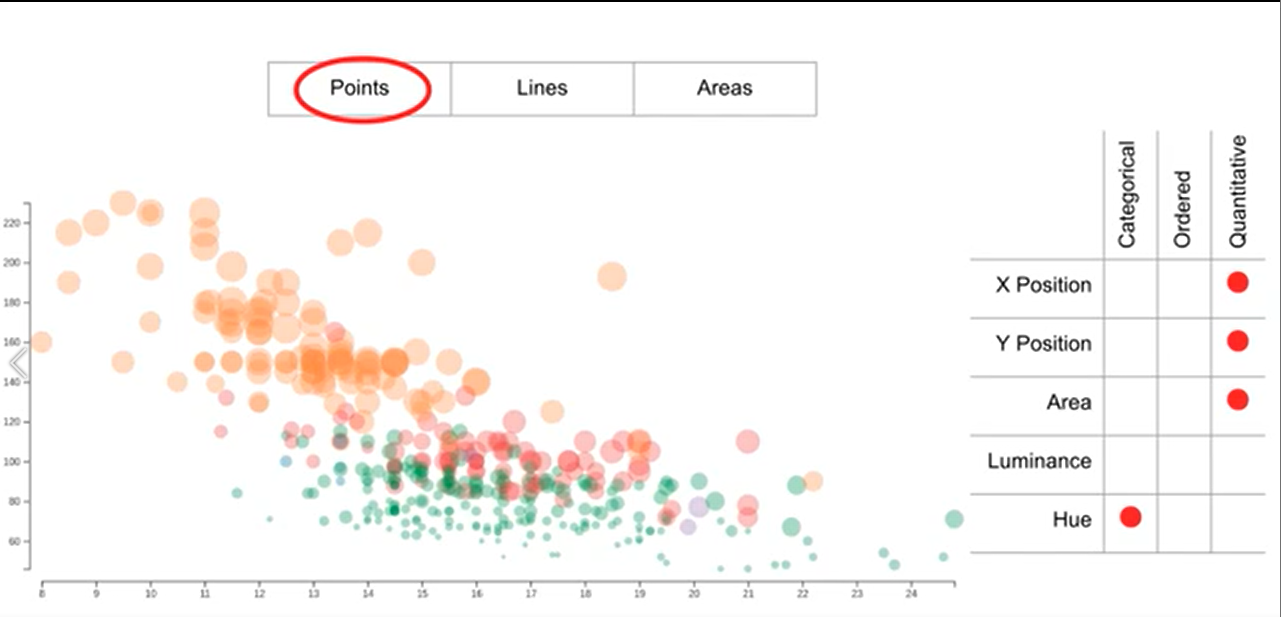 Points Lines Areas
Categorical
Ordered
Quantitative
X Position
Y Position
Area
Luminance
Hue
220
200
180
160
140
120
100
80
60
8 9 10 11 12 13 14 15 16 17 18 19 20 21 22 23 24